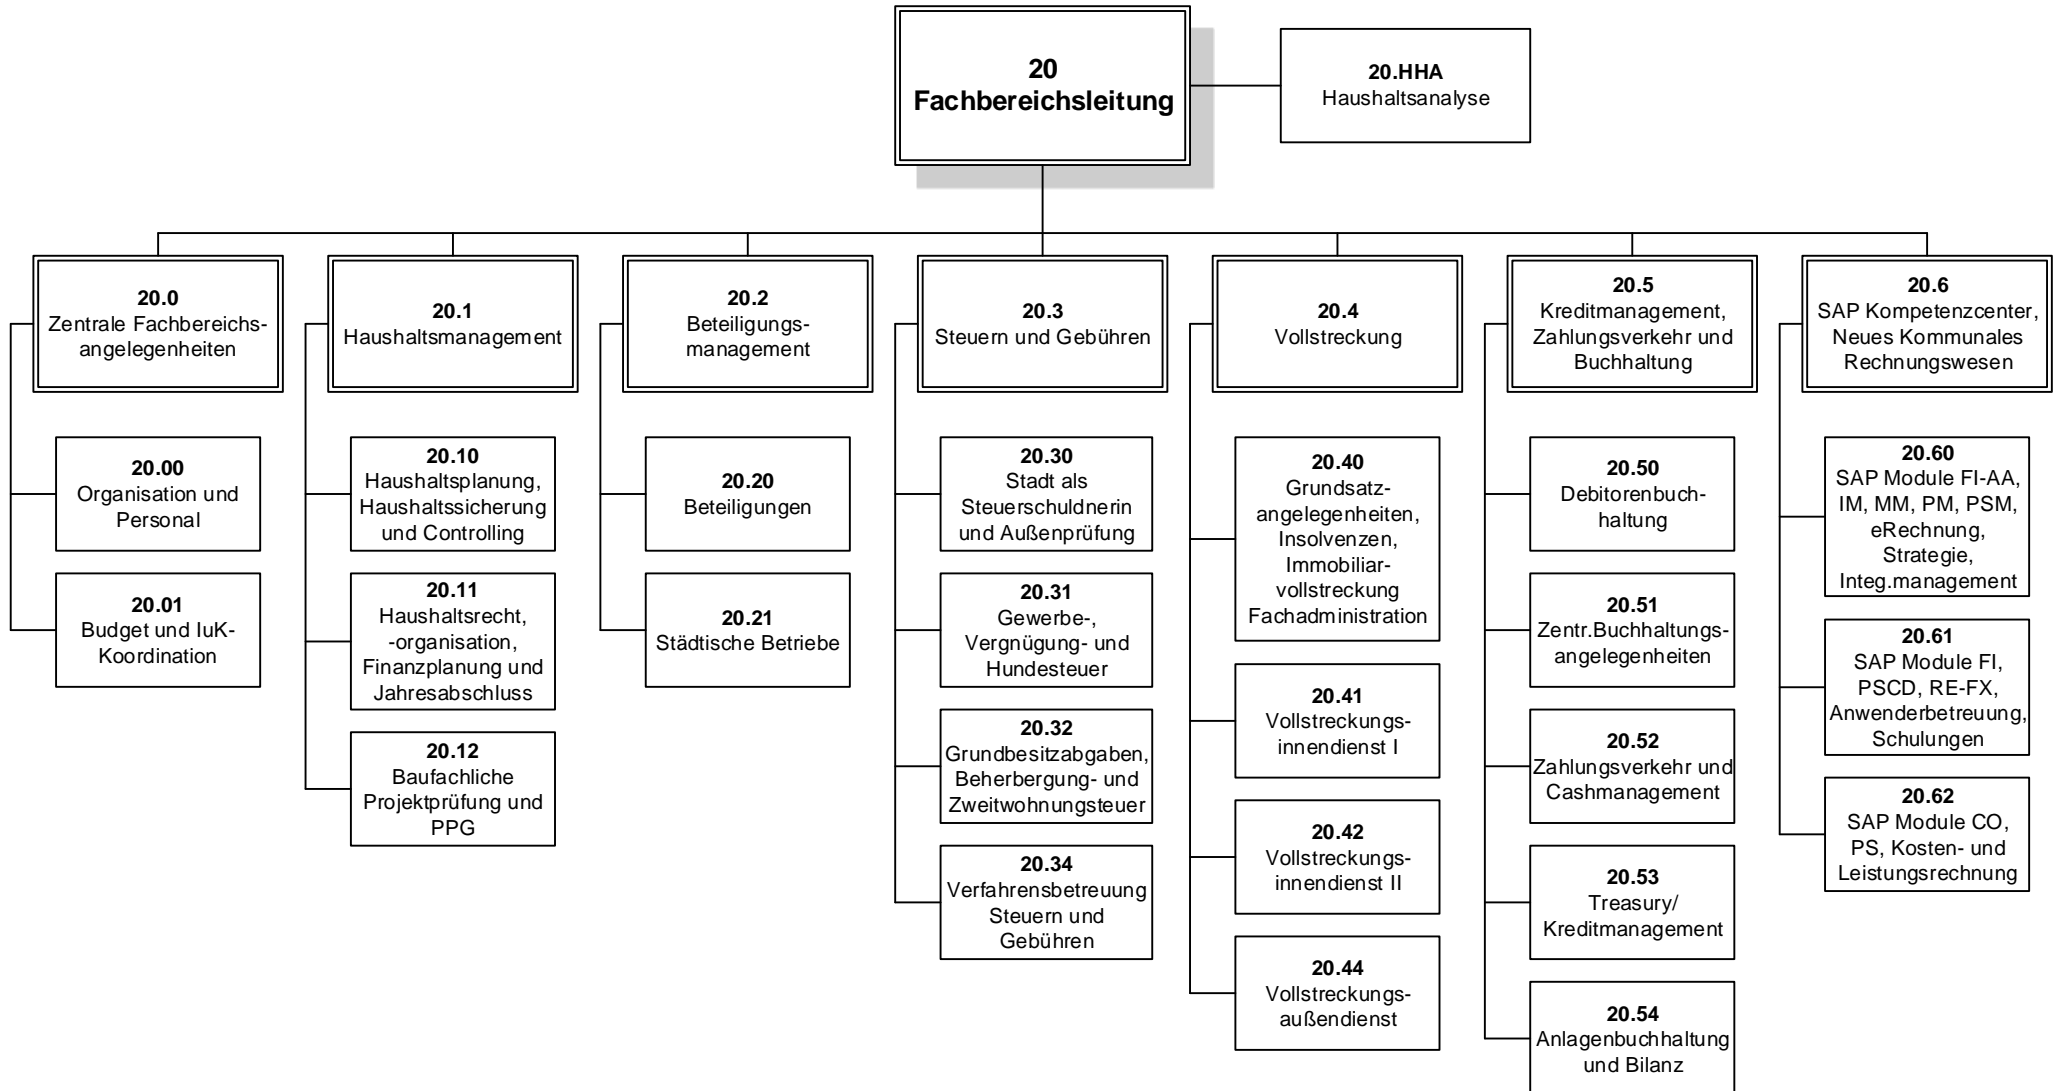 20
Fachbereichsleitung
20.HHA
Haushaltsanalyse
20.0
Zentrale Fachbereichs-
angelegenheiten
20.00
Organisation und
Personal
20.01
Budget und IuK-
Koordination
20.1
Haushaltsmanagement
20.10
Haushaltsplanung,
Haushaltssicherung
und Controlling
20.11
Haushaltsrecht,
-organisation,
Finanzplanung und
Jahresabschluss
20.12
Baufachliche
Projektprüfung und
PPG
20.2
Beteiligungs-
management
20.20
Beteiligungen
20.21
Städtische Betriebe
20.3
Steuern und Gebühren
20.30
Stadt als
Steuerschuldnerin
und Außenprüfung
20.31
Gewerbe-,
Vergnügung- und
Hundesteuer
20.32
Grundbesitzabgaben,
Beherbergung- und
Zweitwohnungsteuer
20.34
Verfahrensbetreuung
Steuern und
Gebühren
20.4
Vollstreckung
20.40
Grundsatz-
angelegenheiten,
Insolvenzen,
Immobiliar-
vollstreckung
Fachadministration
20.41
Vollstreckungs-
innendienst I
20.42
Vollstreckungs-
innendienst II
20.44
Vollstreckungs-
außendienst
20.5
Kreditmanagement,
Zahlungsverkehr und
Buchhaltung
20.50
Debitorenbuch-
haltung
20.51
Zentr.Buchhaltungs-
angelegenheiten
20.52
Zahlungsverkehr und
Cashmanagement
20.53
Treasury/
Kreditmanagement
20.54
Anlagenbuchhaltung
und Bilanz
20.6
SAP Kompetenzcenter,
Neues Kommunales
Rechnungswesen
20.60
SAP Module FI-AA,
IM, MM, PM, PSM,
eRechnung,
Strategie,
Integ.management
20.61
SAP Module FI,
PSCD, RE-FX,
Anwenderbetreuung,
Schulungen
20.62
SAP Module CO,
PS, Kosten- und
Leistungsrechnung